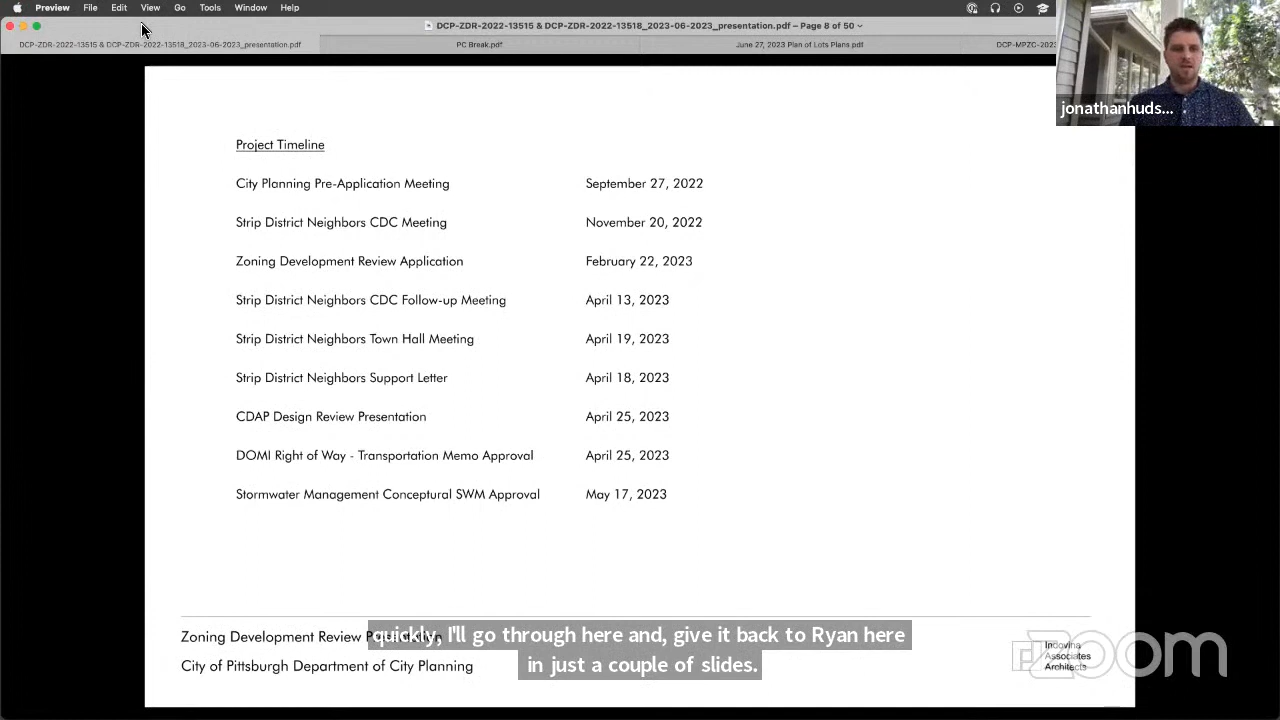 Preview File Edit View Go Tools Window Help
DCP-ZDR-2022-13515 & DCP-ZDR-2022-13518_2023-06-2023_presentation.pdf – Page 8 of 50
DCP-ZDR-2022-13515 & DCP-ZDR-2022-13518_2023-06-2023_presentation.pdf PC Break.pdf June 27, 2023 Plan of Lots Plans.pdf DCP-MPZC-2023
jonathanhuds...
Project Timeline
City Planning Pre-Application Meeting September 27, 2022
Strip District Neighbors CDC Meeting November 20, 2022
Zoning Development Review Application February 22, 2023
Strip District Neighbors CDC Follow-up Meeting April 13, 2023
Strip District Neighbors Town Hall Meeting April 19, 2023
Strip District Neighbors Support Letter April 18, 2023
CDAP Design Review Presentation April 25, 2023
DOMI Right of Way - Transportation Memo Approval April 25, 2023
Stormwater Management Conceptural SWM Approval May 17, 2023
Zoning Development Review
City of Pittsburgh Department of City Planning
quickly, I'll go through here and, give it back to Ryan here
in just a couple of slides.
Indovina
Associates
Architects
zoom